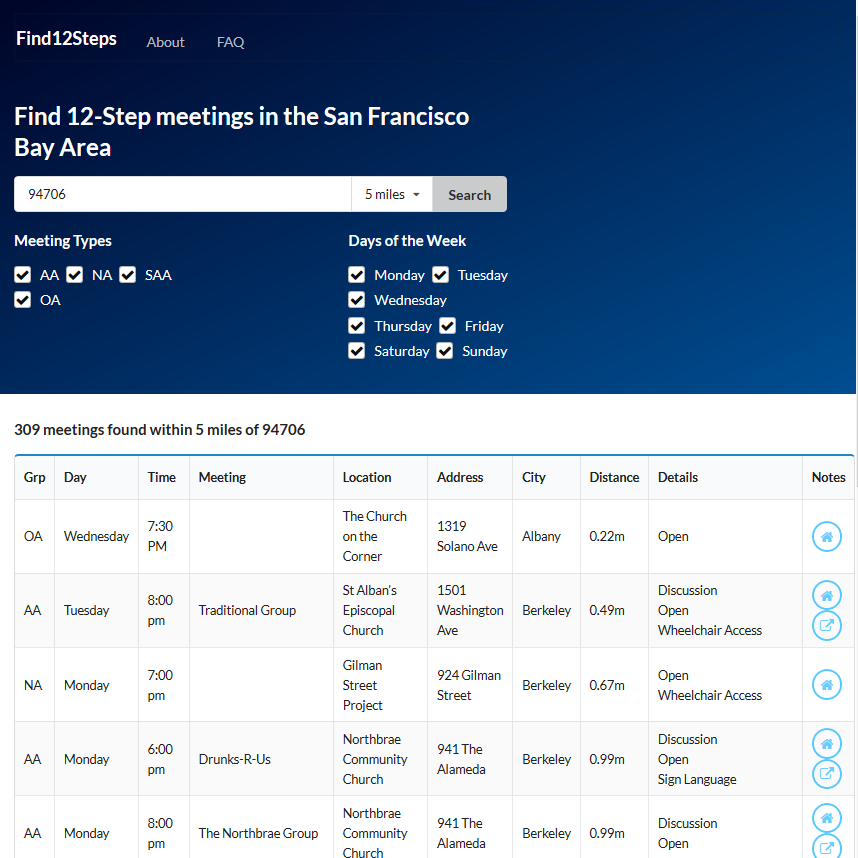 Find12Steps About FAQ
Find 12-Step meetings in the San Francisco
Bay Area
94706 5 miles Search
Meeting Types
AA NA SAA
OA
Days of the Week
Monday Tuesday
Wednesday
Thursday Friday
Saturday Sunday
309 meetings found within 5 miles of 94706
Grp Day Time Meeting Location Address City Distance Details Notes
OA
Wednesday
7:30
PM
The Church
on the
Corner
1319
Solano Ave
Albany
0.22m
Open
AA
Tuesday
8:00
pm
Traditional Group
St Alban's
Episcopal
Church
1501
Washington
Ave
Berkeley
0.49m
Discussion
Open
Wheelchair Access
NA
Monday
7:00
pm
Gilman
Street
Project
924 Gilman
Street
Berkeley
0.67m
Open
Wheelchair Access
AA
Monday
6:00
pm
Drunks-R-Us
Northbrae
Community
Church
941 The
Alameda
Berkeley
0.99m
Discussion
Open
Sign Language
AA
Monday
8:00
pm
The Northbrae Group
Northbrae
Community
Church
941 The
Alameda
Berkeley
0.99m
Discussion
Open